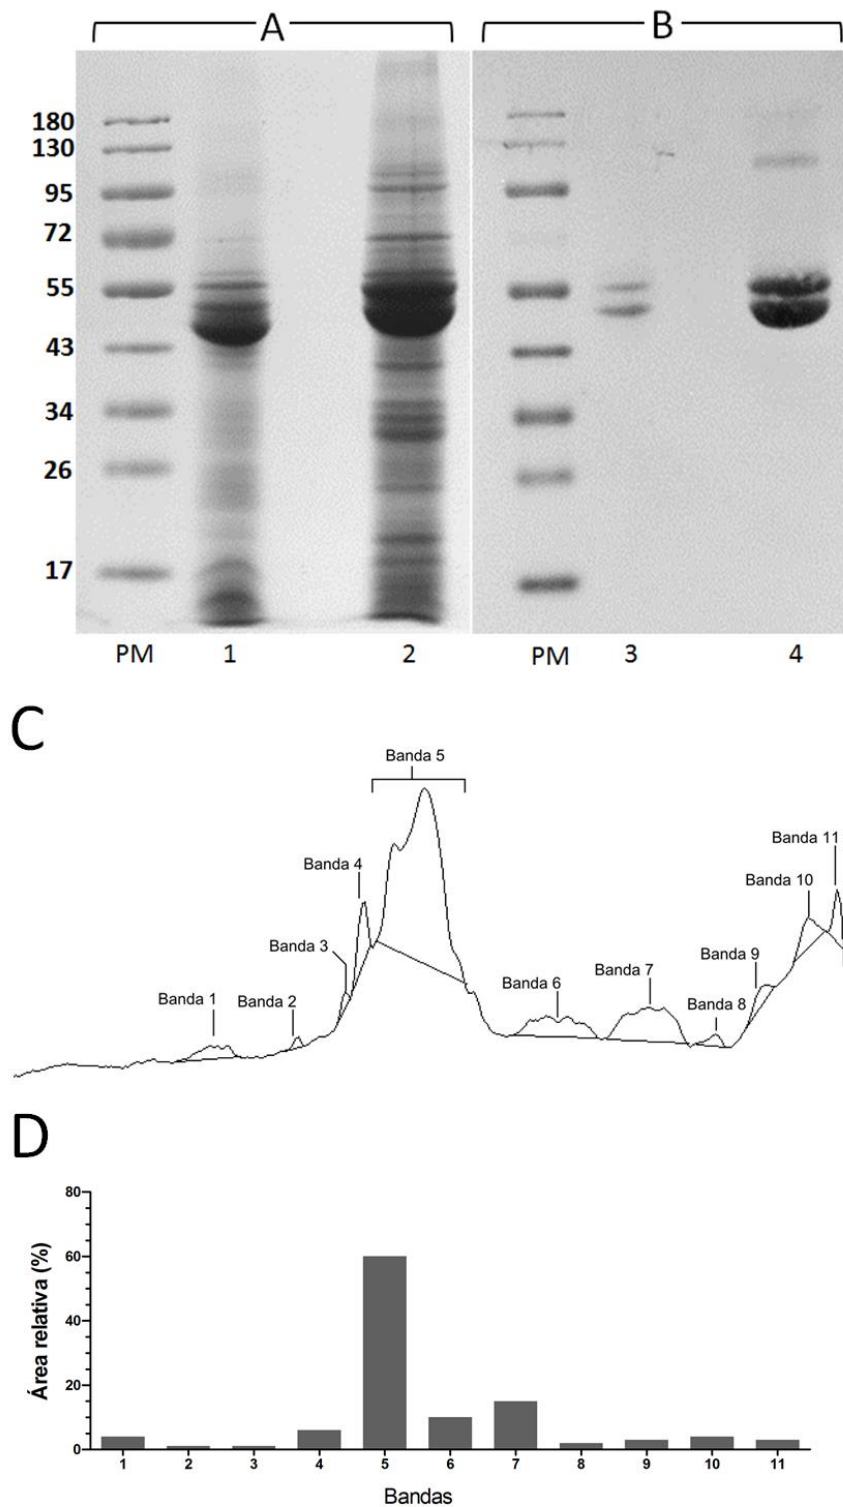 A B
180
130
95
72
55
43
34
26
17
PM 1 2 PM 3 4
C
Banda 5
Banda 11
Banda 4
Banda 10
Banda 3
Banda 9
Banda 7
Banda 6
Banda 1
Banda 2
Banda 8
D
80
60
40
20
0
Área relativa (%)
1 2 3 4 5 6 7 8 9 10 11
Bandas